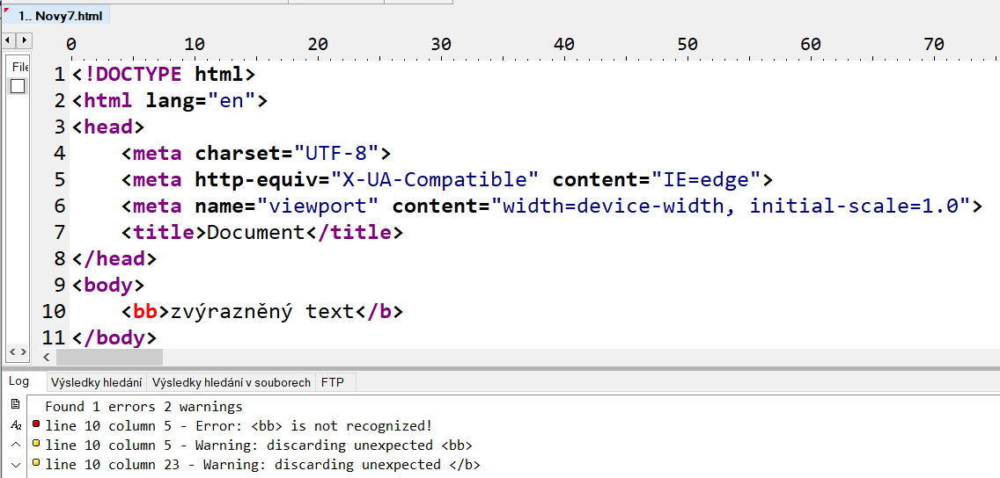 1.. Novy7.html
0 10 20 30 40 50 60 70
File
1 <!DOCTYPE html>
2 <html lang="en">
3 <head>
4     <meta charset="UTF-8">
5     <meta http-equiv="X-UA-Compatible" content="IE=edge">
6     <meta name="viewport" content="width=device-width, initial-scale=1.0">
7     <title>Document</title>
8 </head>
9 <body>
10     <bb>zvýrazněný text</b>
11 </body>
Log Výsledky hledání Výsledky hledání v souborech FTP
Found 1 errors 2 warnings
line 10 column 5 - Error: <bb> is not recognized!
line 10 column 5 - Warning: discarding unexpected <bb>
line 10 column 23 - Warning: discarding unexpected </b>